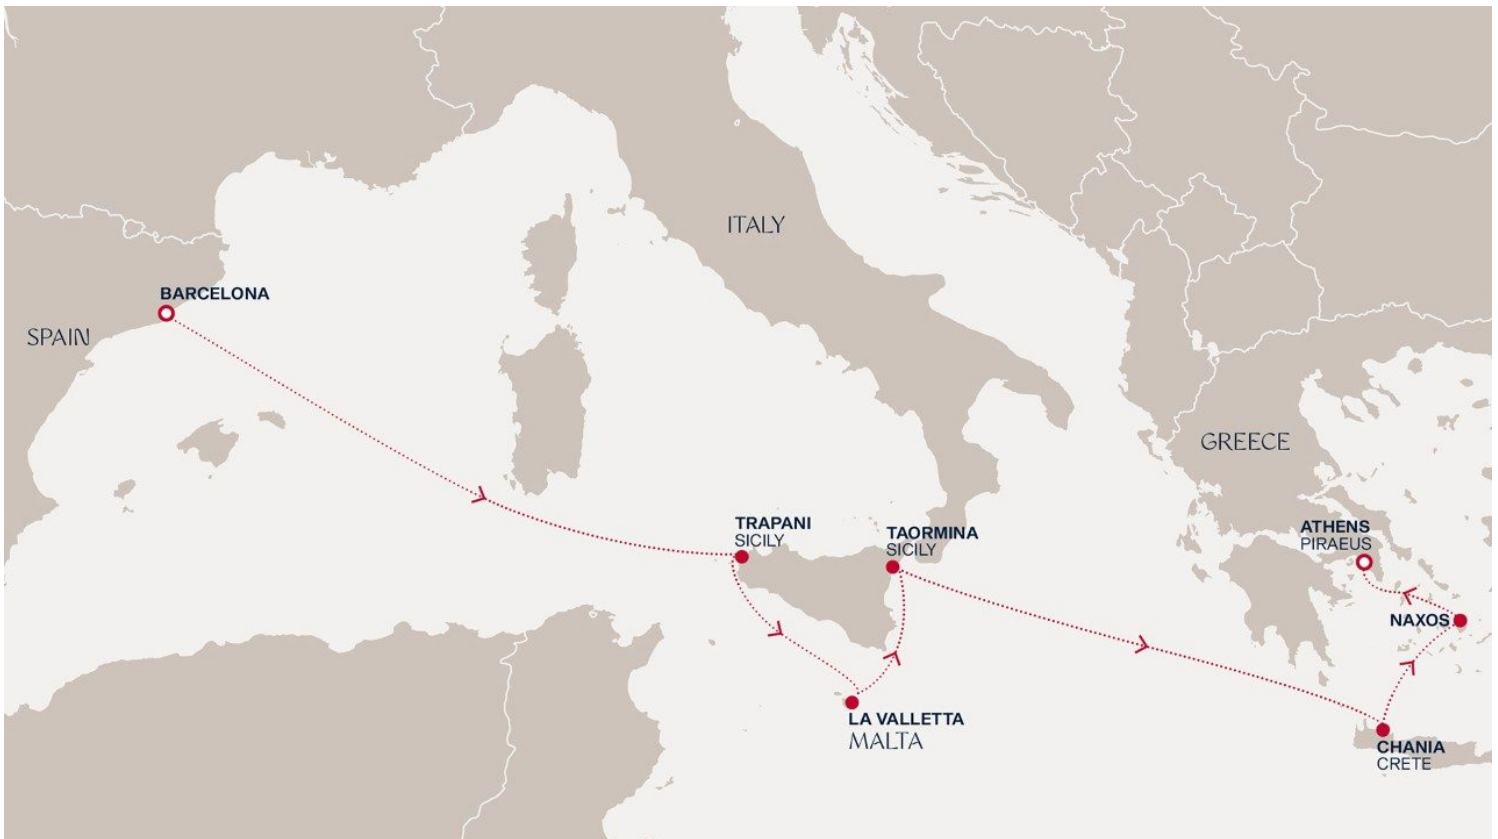 ITALY
BARCELONA
SPAIN
GREECE
TRAPANI
SICILY
TAORMINA
SICILY
ATHENS
PIRAEUS
NAXOS
LA VALLETTA
MALTA
CHANIA
CRETE